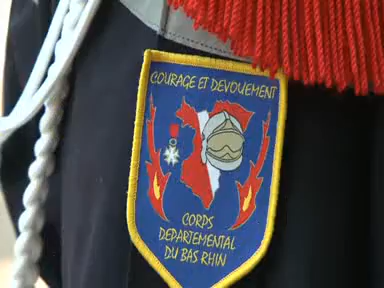 COURAGE ET DEVOUEMENT
CORPS
DEPARTEMENTAL
DU BAS RHIN